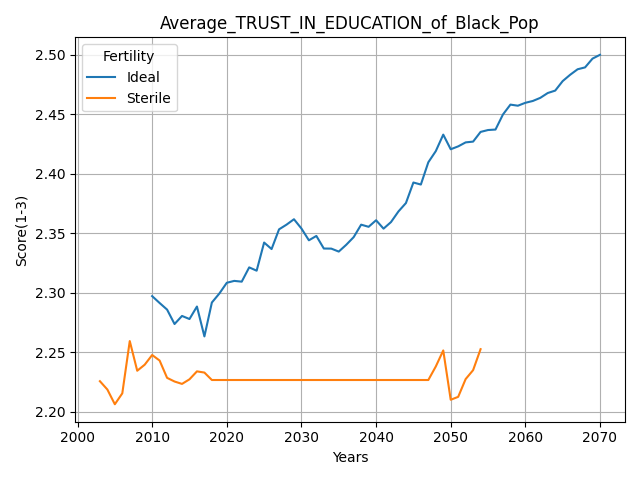 Average_TRUST_IN_EDUCATION_of_Black_Pop
Fertility
Ideal
Sterile
Score(1-3)
2.50
2.45
2.40
2.35
2.30
2.25
2.20
2000 2010 2020 2030 2040 2050 2060 2070
Years